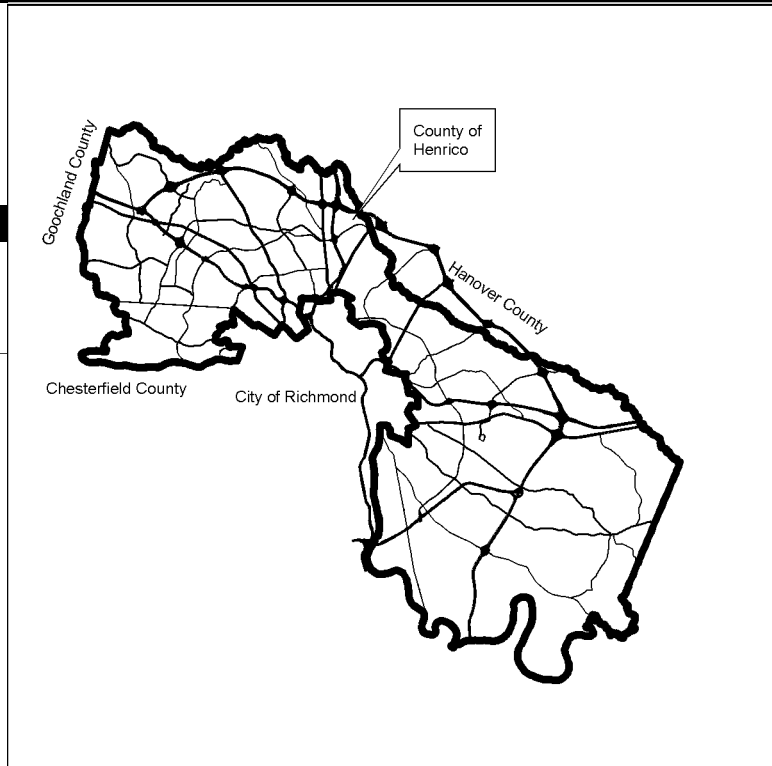 County of
Henrico
Goochland County
Hanover County
Chesterfield County
City of Richmond